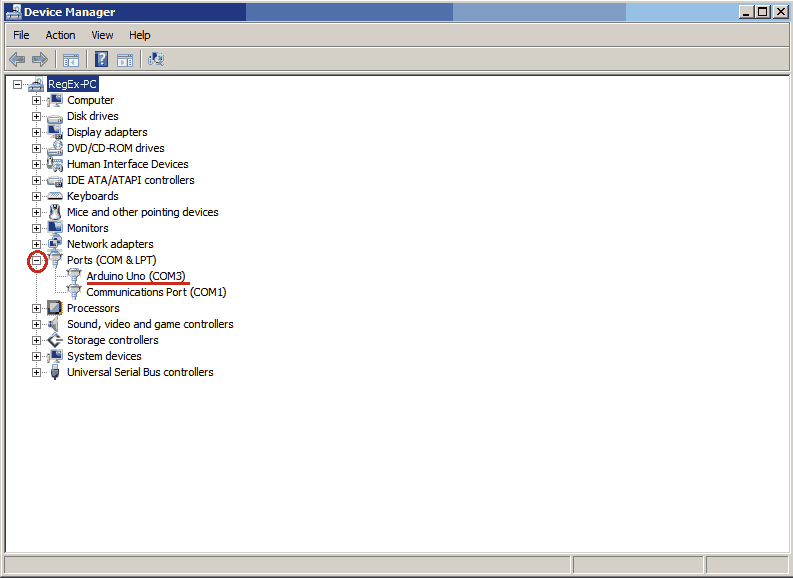 Device Manager
File Action View Help
RegEx-PC
Computer
Disk drives
Display adapters
DVD/CD-ROM drives
Human Interface Devices
IDE ATA/ATAPI controllers
Keyboards
Mice and other pointing devices
Monitors
Network adapters
Ports (COM & LPT)
Arduino Uno (COM3)
Communications Port (COM1)
Processors
Sound, video and game controllers
Storage controllers
System devices
Universal Serial Bus controllers